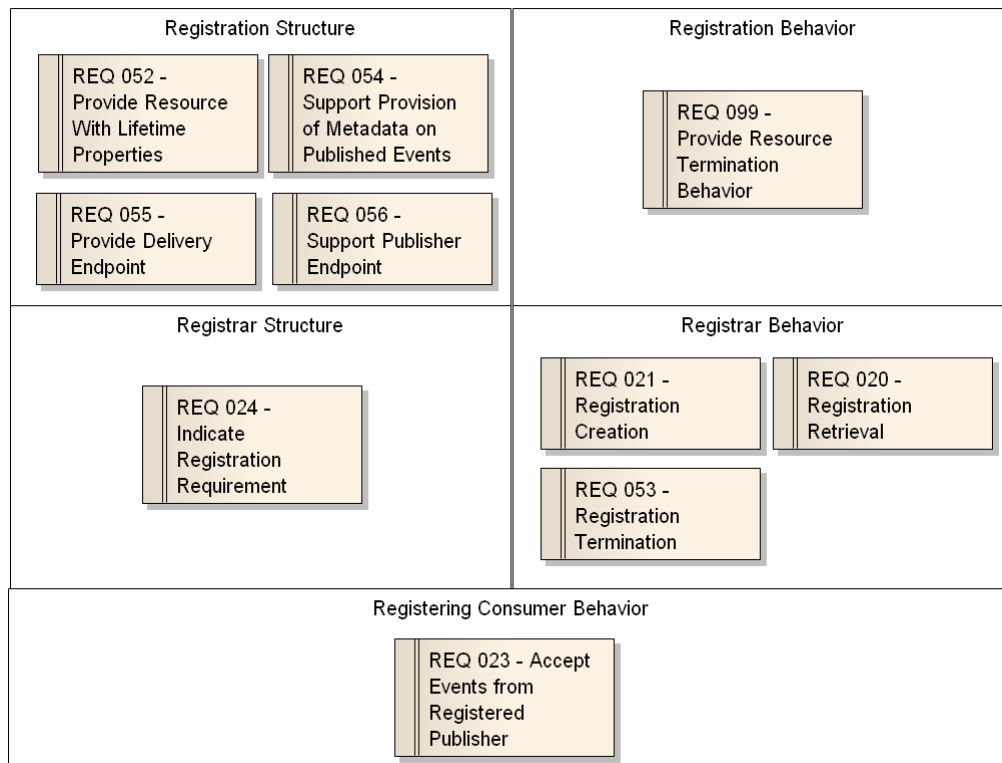 Registration Structure
REQ 052 -
Provide Resource
With Lifetime
Properties
REQ 054 -
Support Provision
of Metadata on
Published Events
REQ 055 -
Provide Delivery
Endpoint
REQ 056 -
Support Publisher
Endpoint
Registration Behavior
REQ 099 -
Provide Resource
Termination
Behavior
Registrar Structure
REQ 024 -
Indicate
Registration
Requirement
Registrar Behavior
REQ 021 -
Registration
Creation
REQ 020 -
Registration
Retrieval
REQ 053 -
Registration
Termination
Registering Consumer Behavior
REQ 023 - Accept
Events from
Registered
Publisher